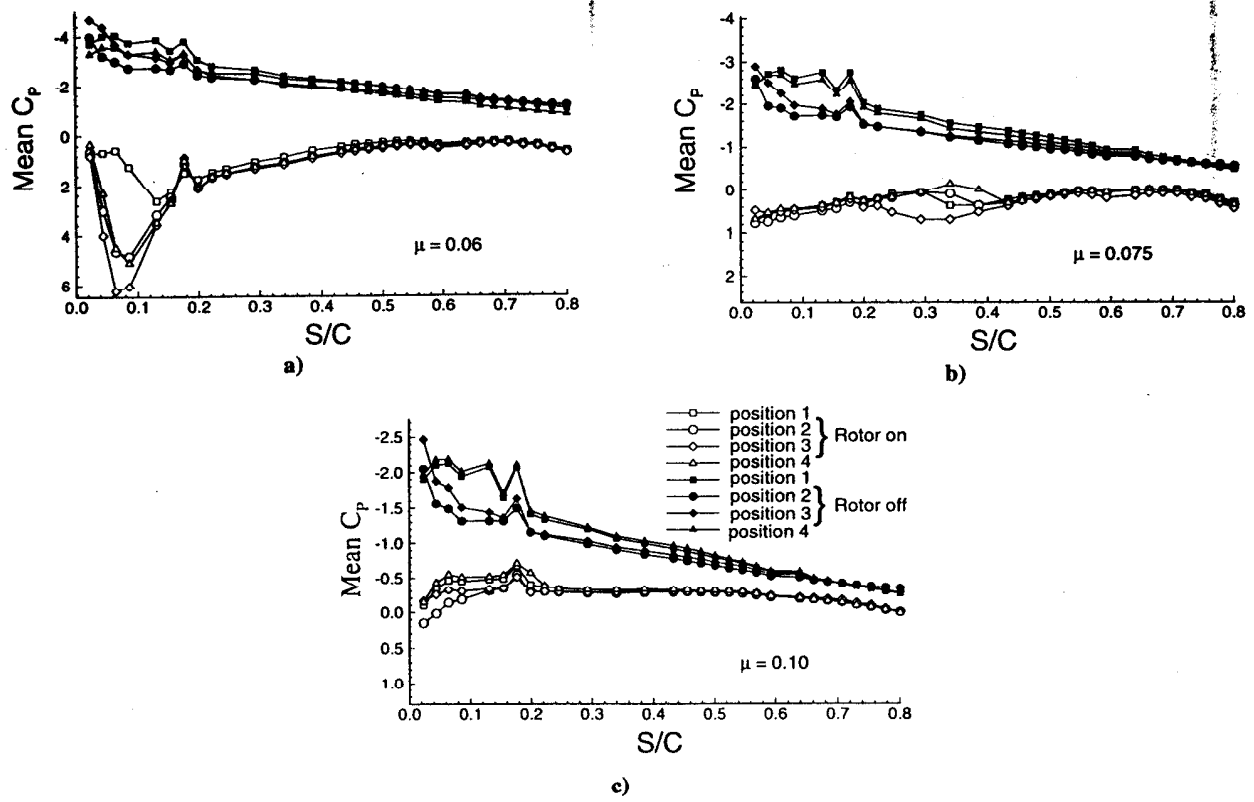 -4
-2
0
2
4
6
Mean Cₚ
μ = 0.06
0.0 0.1 0.2 0.3 0.4 0.5 0.6 0.7 0.8
S/C
a)
-4
-3
-2
-1
0
1
2
Mean Cₚ
μ = 0.075
0.0 0.1 0.2 0.3 0.4 0.5 0.6 0.7 0.8
S/C
b)
-2.5
-2.0
-1.5
-1.0
-0.5
0.0
0.5
1.0
Mean Cₚ
position 1
position 2
position 3
position 4
} Rotor on
position 1
position 2
position 3
position 4
} Rotor off
μ = 0.10
0.0 0.1 0.2 0.3 0.4 0.5 0.6 0.7 0.8
S/C
c)